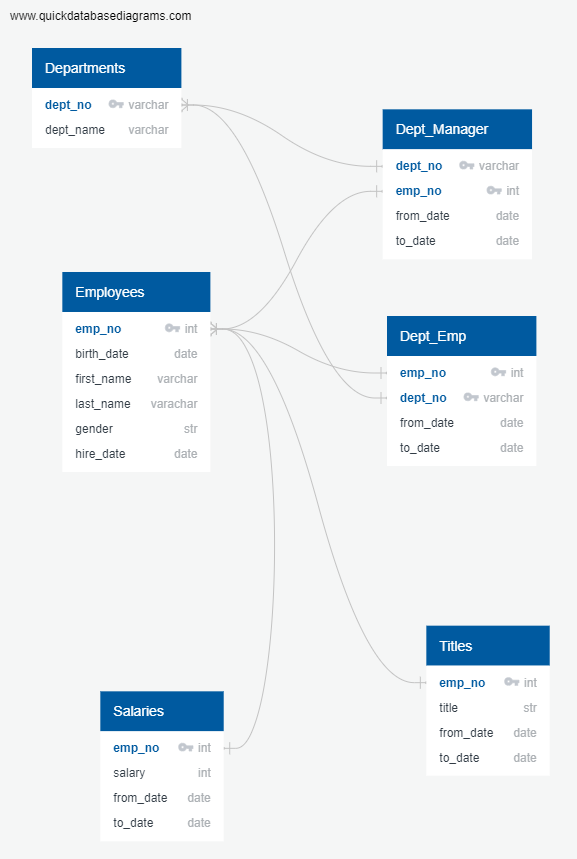 www.quickdatabasediagrams.com
Departments
dept_no varchar
dept_name varchar
Dept_Manager
dept_no varchar
emp_no int
from_date date
to_date date
Employees
emp_no int
birth_date date
first_name varchar
last_name varachar
gender str
hire_date date
Dept_Emp
emp_no int
dept_no varchar
from_date date
to_date date
Titles
emp_no int
title str
from_date date
to_date date
Salaries
emp_no int
salary int
from_date date
to_date date